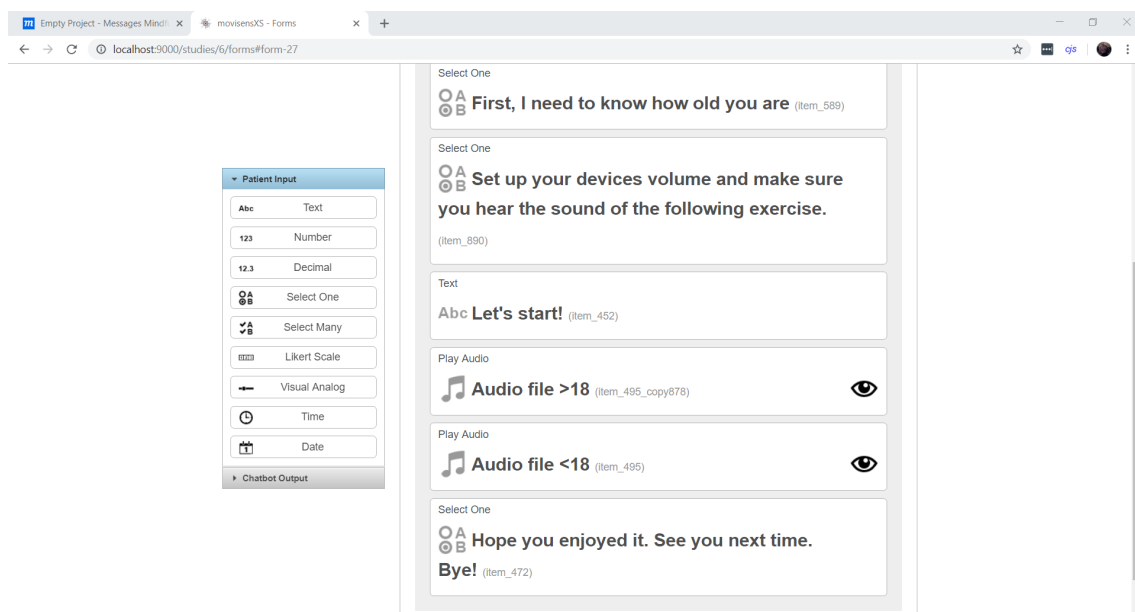 Empty Project - Messages Mindf
movisensXS - Forms
localhost:9000/studies/6/forms#form-27
cjs
Patient Input
Abc Text
123 Number
12.3 Decimal
A B Select One
A B Select Many
Likert Scale
Visual Analog
Time
1 Date
Chatbot Output
Select One
A B First, I need to know how old you are (item_589)
Select One
A B Set up your devices volume and make sure
you hear the sound of the following exercise.
(item_890)
Text
Abc Let's start! (item_452)
Play Audio
Audio file >18 (item_495_copy878)
Play Audio
Audio file <18 (item_495)
Select One
A B Hope you enjoyed it. See you next time.
Bye! (item_472)